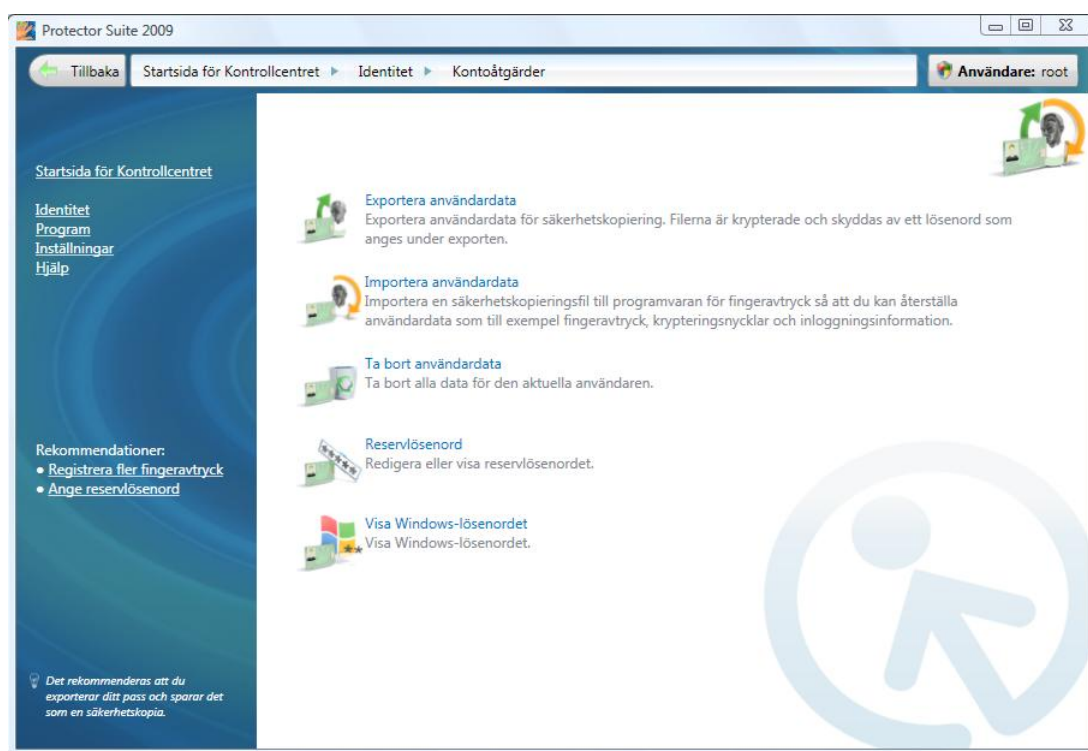 Protector Suite 2009
Tillbaka
Startsida för Kontrollcentret Identitet Kontoåtgärder
Användare: root
Startsida för Kontrollcentret
Identitet
Program
Inställningar
Hjälp
Rekommendationer:
• Registrera fler fingeravtryck
• Ange reservlösenord
Det rekommenderas att du
exporterar ditt pass och sparar det
som en säkerhetskopia.
Exportera användardata
Exportera användardata för säkerhetskopiering. Filerna är krypterade och skyddas av ett lösenord som
anges under exporten.
Importera användardata
Importera en säkerhetskopieringsfil till programvaran för fingeravtryck så att du kan återställa
användardata som till exempel fingeravtryck, krypteringsnycklar och inloggningsinformation.
Ta bort användardata
Ta bort alla data för den aktuella användaren.
Reservlösenord
Redigera eller visa reservlösenordet.
Visa Windows-lösenordet
Visa Windows-lösenordet.